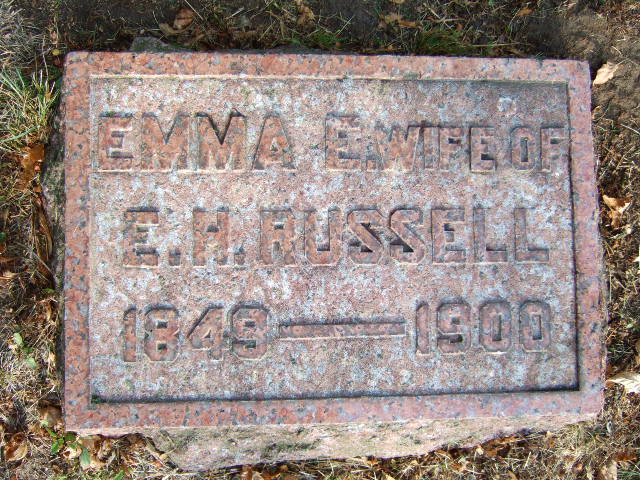 EMMA E. WIFE OF
E. H. RUSSELL
1849 — 1900